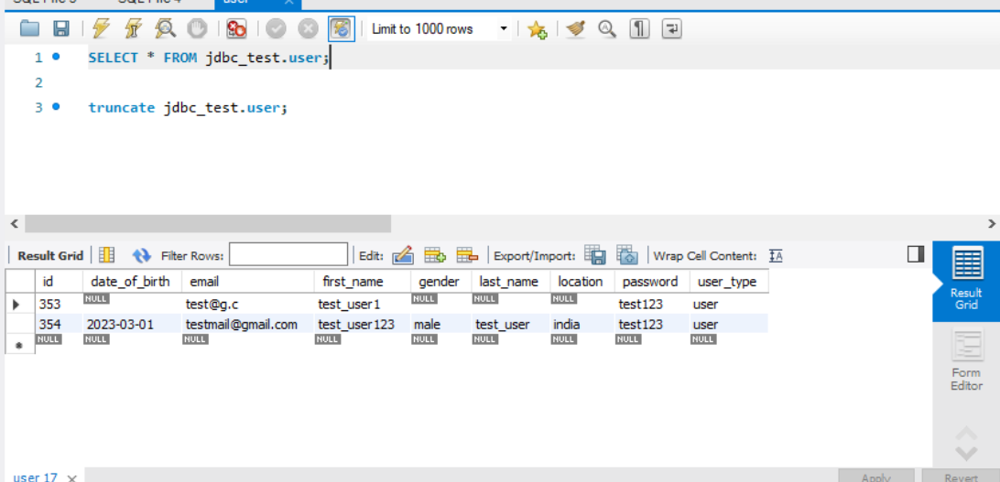 SQL File 4
user
Limit to 1000 rows
1 SELECT * FROM jdbc_test.user;
2
3 truncate jdbc_test.user;
Result Grid Filter Rows: Edit: Export/Import: Wrap Cell Content:
id date_of_birth email first_name gender last_name location password user_type
353 NULL test@g.c test_user1 NULL NULL NULL test123 user
354 2023-03-01 testmail@gmail.com test_user123 male test_user india test123 user
NULL NULL NULL NULL NULL NULL NULL NULL NULL
Result
Grid
Form
Editor
user 17
Apply Revert